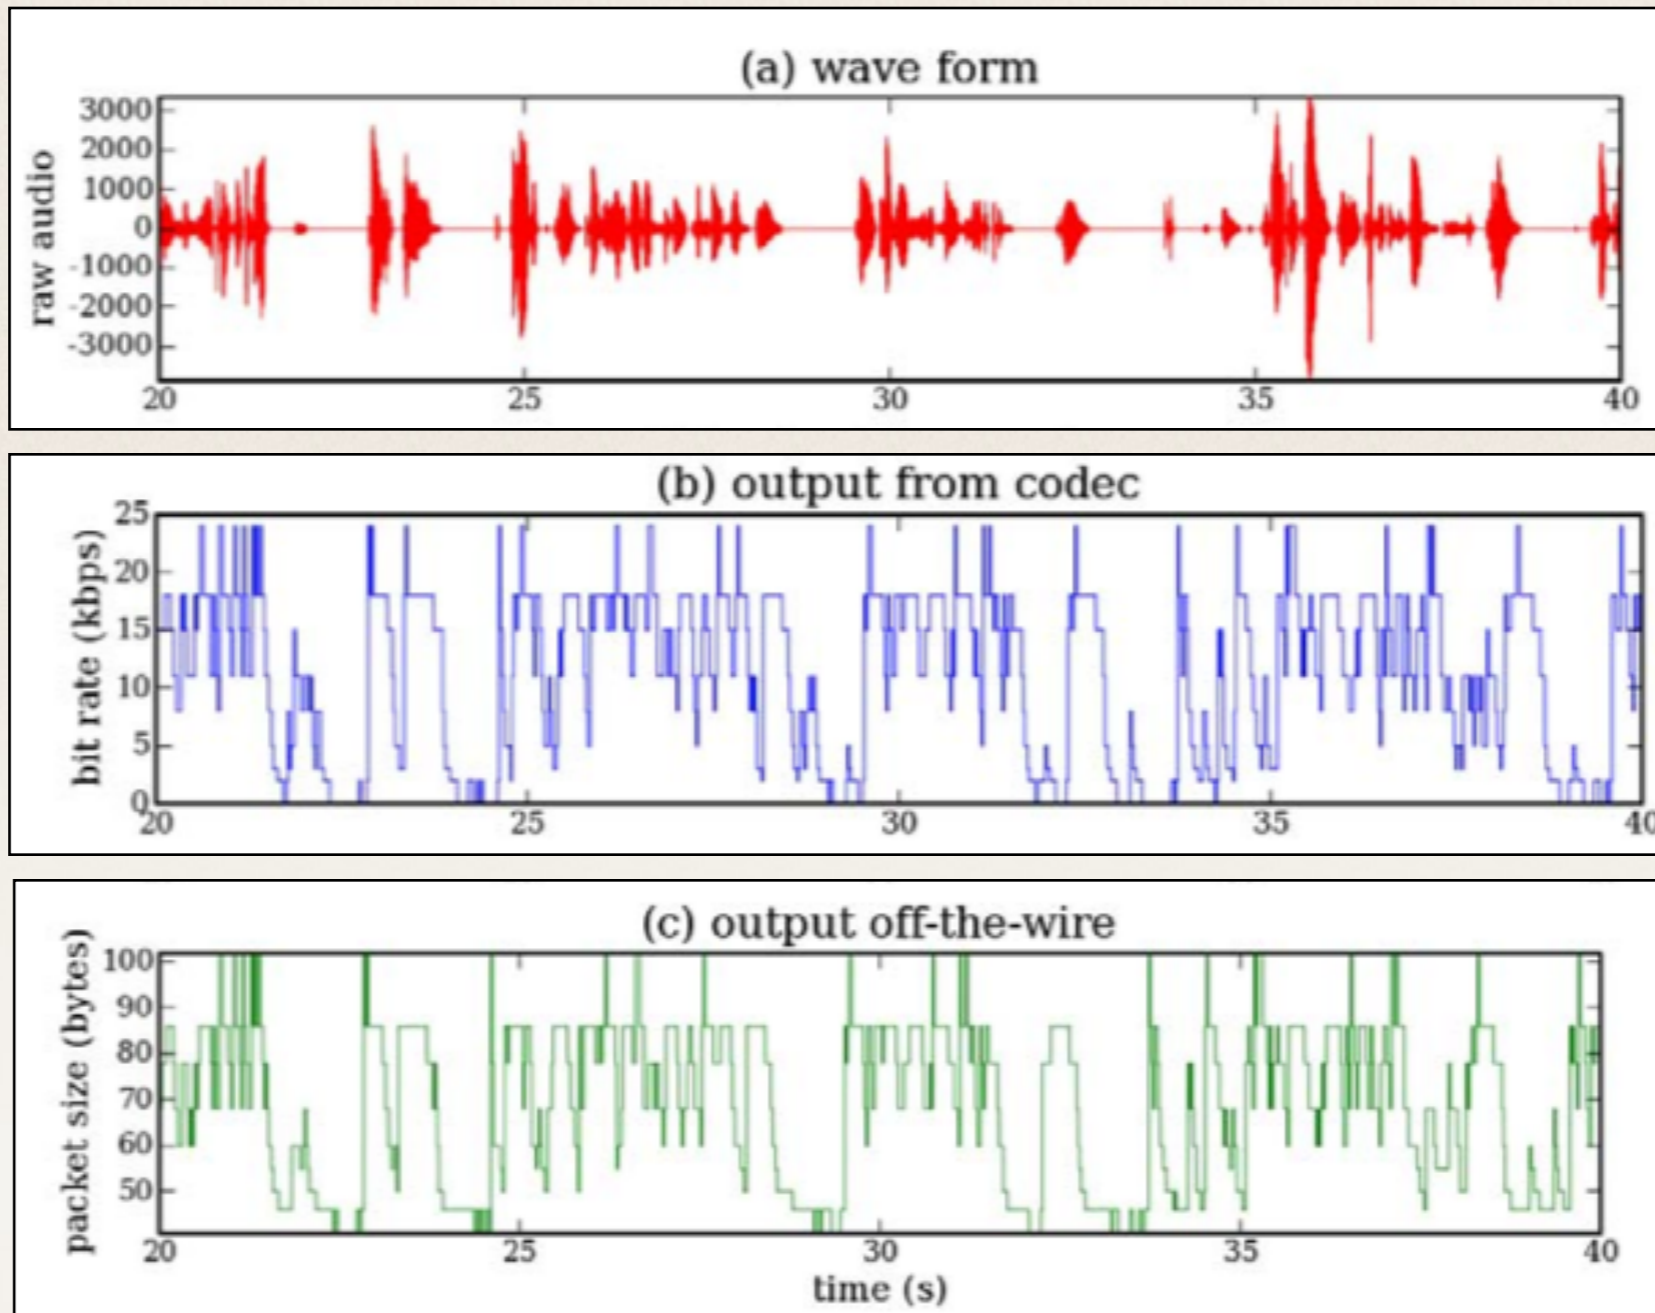 (a) wave form
raw audio
3000
2000
1000
0
-1000
-2000
-3000
20 25 30 35 40
(b) output from codec
bit rate (kbps)
25
20
15
10
5
0
20 25 30 35 40
(c) output off-the-wire
packet size (bytes)
100
90
80
70
60
50
20 25 30 35 40
time (s)